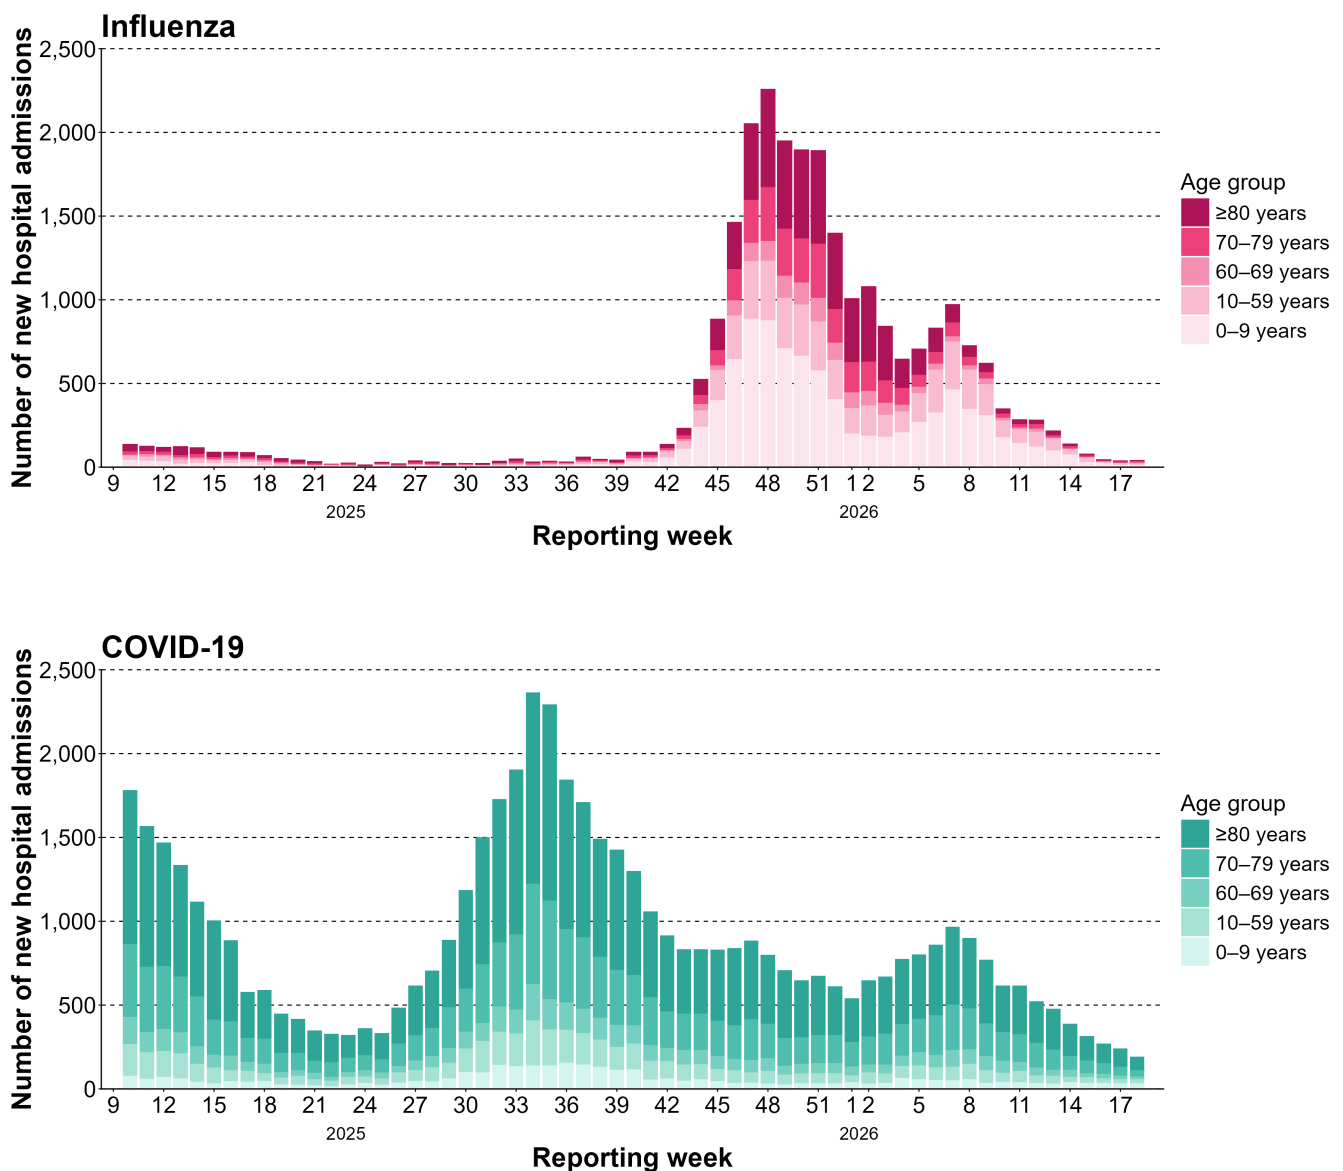 Influenza
Number of new hospital admissions
2,500
2,000
1,500
1,000
500
0
9 12 15 18 21 24 27 30 33 36 39 42 45 48 51 1 2 5 8 11 14 17
2025 2026
Reporting week
Age group
≥80 years
70–79 years
60–69 years
10–59 years
0–9 years
COVID-19
Number of new hospital admissions
2,500
2,000
1,500
1,000
500
0
9 12 15 18 21 24 27 30 33 36 39 42 45 48 51 1 2 5 8 11 14 17
2025 2026
Reporting week
Age group
≥80 years
70–79 years
60–69 years
10–59 years
0–9 years